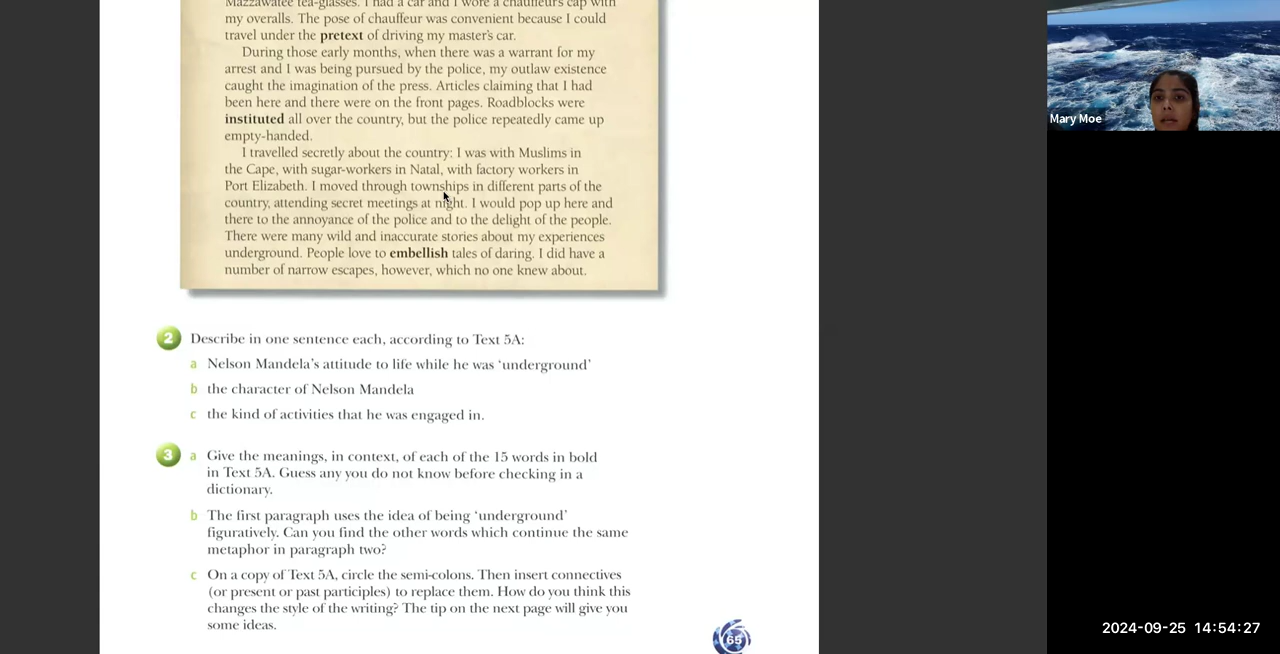 Mazzawatee tea-glasses. I had a car and I wore a chauffeur's cap with
my overalls. The pose of chauffeur was convenient because I could
travel under the pretext of driving my master's car.
During those early months, when there was a warrant for my
arrest and I was being pursued by the police, my outlaw existence
caught the imagination of the press. Articles claiming that I had
been here and there were on the front pages. Roadblocks were
instituted all over the country, but the police repeatedly came up
empty-handed.
I travelled secretly about the country; I was with Muslims in
the Cape, with sugar-workers in Natal, with factory workers in
Port Elizabeth. I moved through townships in different parts of the
country, attending secret meetings at night. I would pop up here and
there to the annoyance of the police and to the delight of the people.
There were many wild and inaccurate stories about my experiences
underground. People love to embellish tales of daring. I did have a
number of narrow escapes, however, which no one knew about.
2 Describe in one sentence each, according to Text 5A:
a Nelson Mandela's attitude to life while he was 'underground'
b the character of Nelson Mandela
c the kind of activities that he was engaged in.
3 a Give the meanings, in context, of each of the 15 words in bold
in Text 5A. Guess any you do not know before checking in a
dictionary.
b The first paragraph uses the idea of being 'underground'
figuratively. Can you find the other words which continue the same
metaphor in paragraph two?
c On a copy of Text 5A, circle the semi-colons. Then insert connectives
(or present or past participles) to replace them. How do you think this
changes the style of the writing? The tip on the next page will give you
some ideas.
65
Mary Moe
2024-09-25 14:54:27